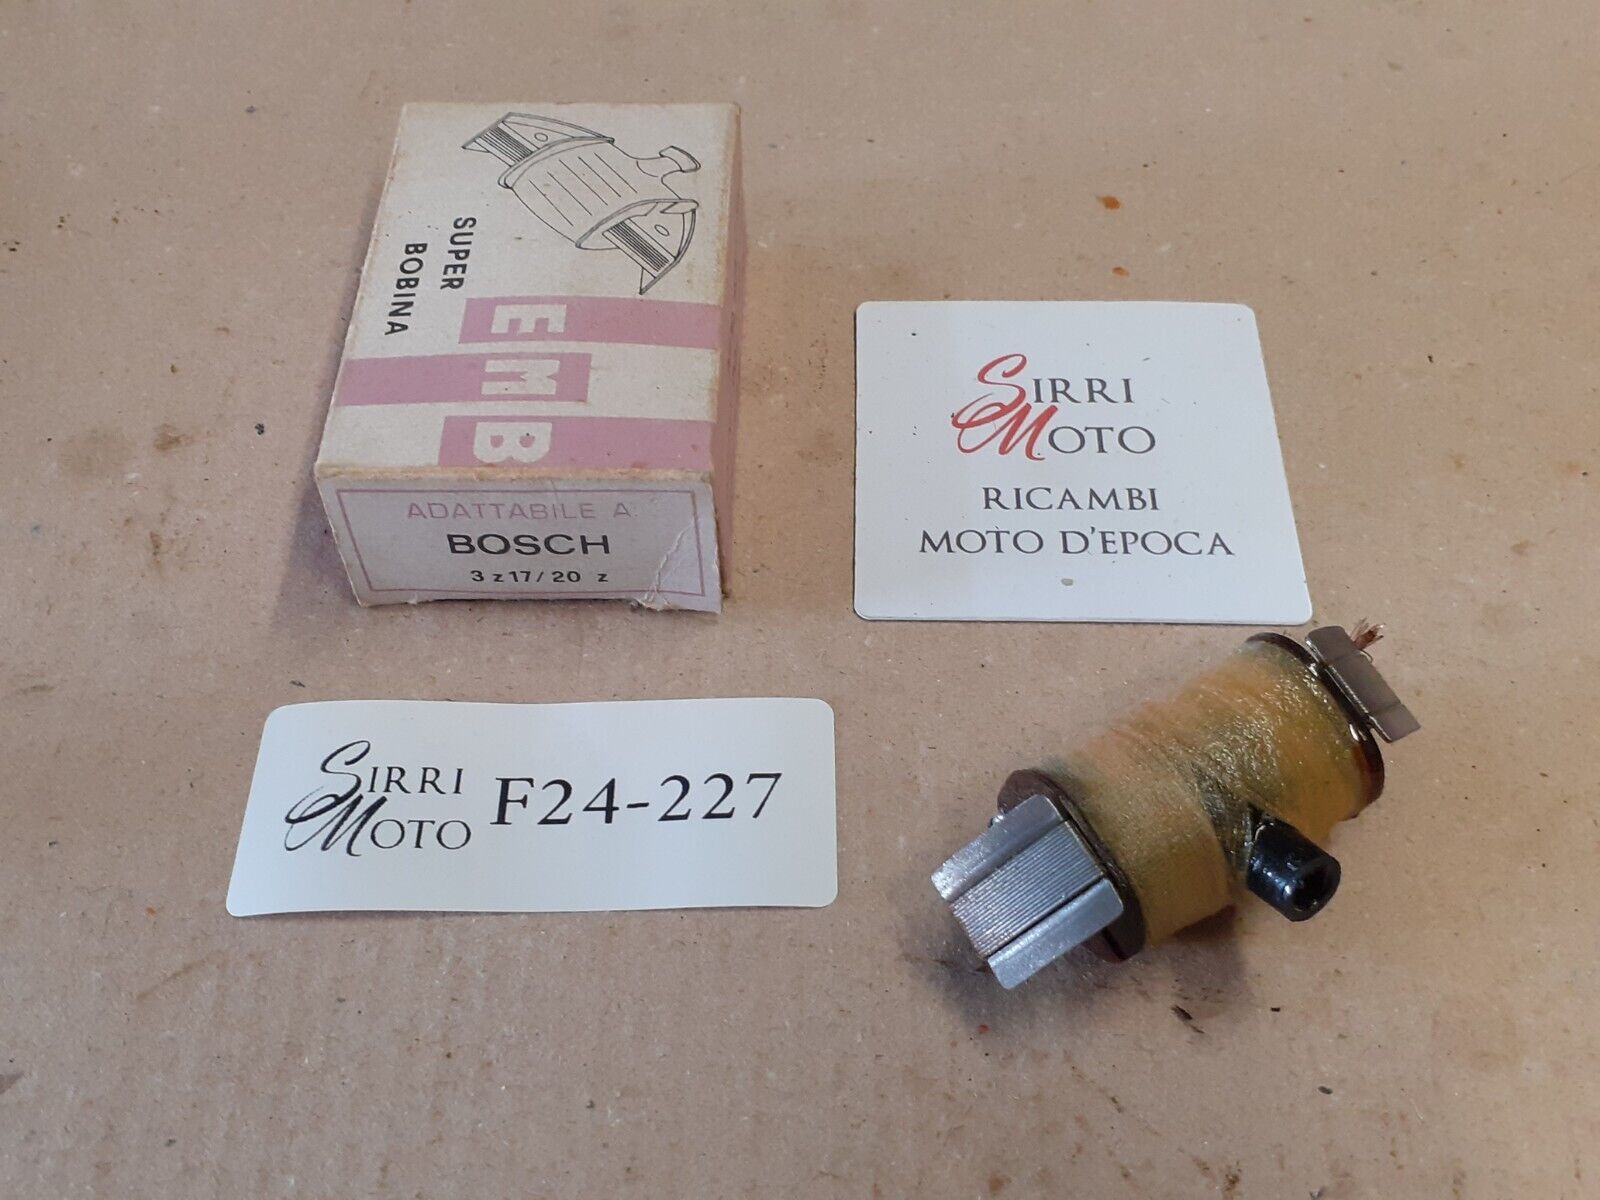 SUPER
BOBINA
EMB
ADATTABILE A:
BOSCH
3 z 17/20 z
SIRRI
MOTO
RICAMBI
MOTO D'EPOCA
SIRRI
MOTO
F24-227